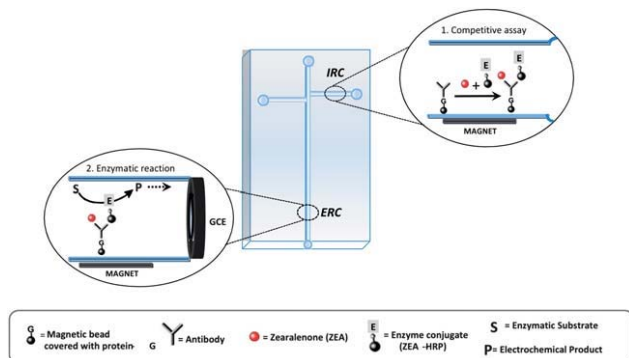 1. Competitive assay
E
E
+
G
G
MAGNET
IRC
2. Enzymatic reaction
S
E
P
G
GCE
MAGNET
ERC
G
= Magnetic bead
covered with protein- G
= Antibody
= Zearalenone (ZEA)
E
= Enzyme conjugate
(ZEA -HRP)
S = Enzymatic Substrate
P = Electrochemical Product